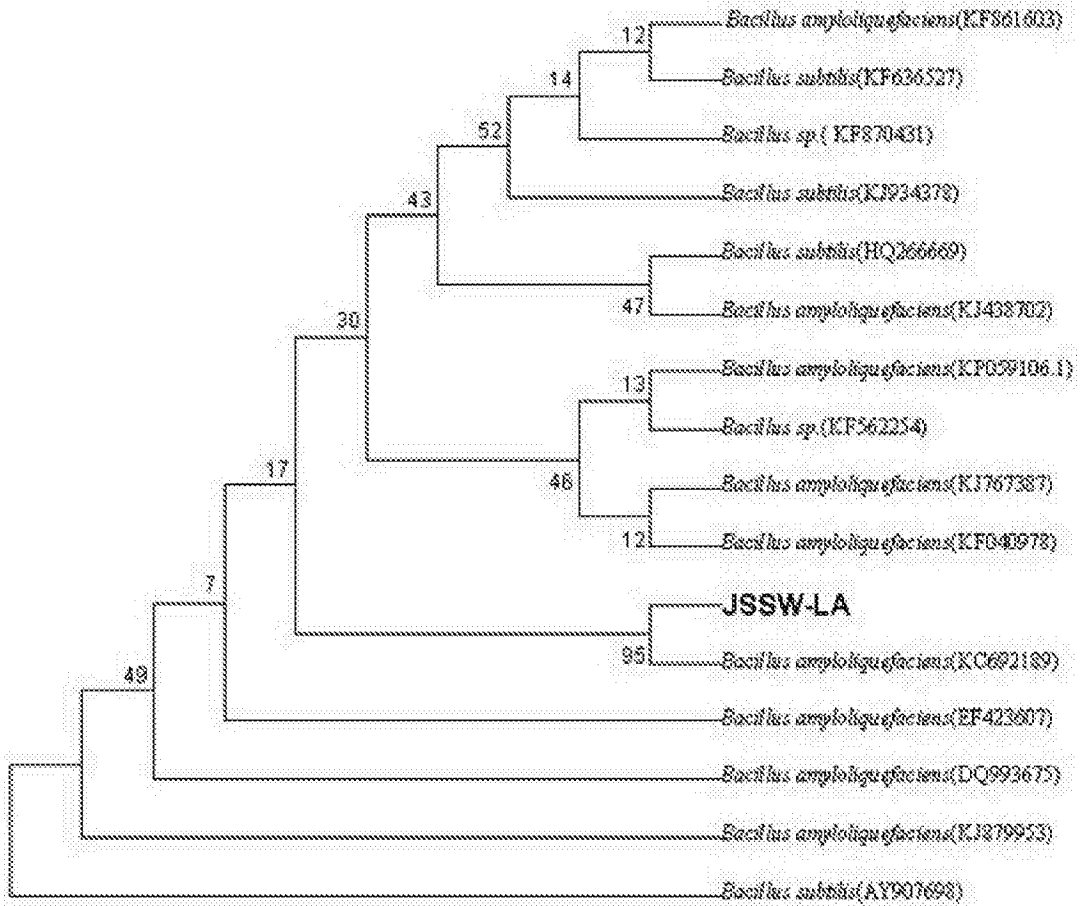 Bacillus amyloliquefaciens(KF861603)
12
Bacillus subtilis(KF636527)
14
Bacillus sp.( KF870431)
52
Bacillus subtilis(KJ934378)
43
Bacillus subtilis(HQ266669)
47
Bacillus amyloliquefaciens(KJ438702)
30
Bacillus amyloliquefaciens(KP059106.1)
13
Bacillus sp.(KF562254)
46
17
Bacillus amyloliquefaciens(KJ767387)
12
Bacillus amyloliquefaciens(KF040978)
7
JSSW-LA
95
Bacillus amyloliquefaciens(KC692189)
49
Bacillus amyloliquefaciens(EF423607)
Bacillus amyloliquefaciens(DQ993675)
Bacillus amyloliquefaciens(KJ879953)
Bacillus subtilis(AY907698)